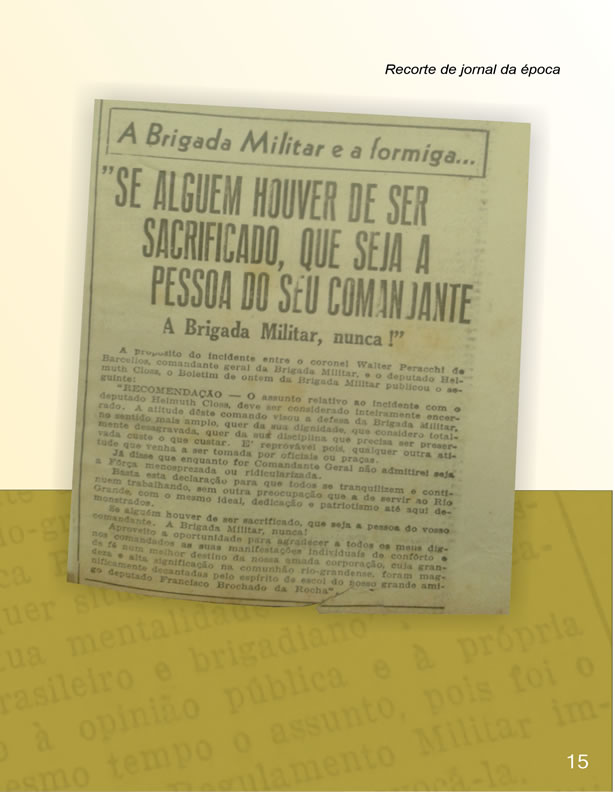 Recorte de jornal da época
A Brigada Militar e a formiga...
"SE ALGUEM HOUVER DE SER
SACRIFICADO, QUE SEJA A
PESSOA DO SEU COMANDANTE
A Brigada Militar, nunca!"
A proposito do incidente entre o coronel Walter Peracchi de
Barcellos, comandante geral da Brigada Militar, e o deputado Hel-
muth Closs, o Boletim de ontem da Brigada Militar publicou o se-
guinte:
"RECOMENDAÇÃO — O assunto relativo ao incidente com o
deputado Helmuth Closs, deve ser considerado inteiramente encer-
rado. A atitude dêste comando visou a defesa da Brigada Militar,
no sentido mais amplo, quer da sua dignidade, que considero total-
mente desagravada, quer da sua disciplina que precisa ser preser-
vada custe o que custar. E' reprovável pois, qualquer outra ati-
tude que venha a ser tomada por oficiais ou praças.
Já disse que enquanto for Comandante Geral não admitirei seja
a Fôrça menosprezada ou ridicularizada.
Basta esta declaração para que todos se tranquilizem e conti-
nuem trabalhando, sem outra preocupação que a de servir ao Rio
Grande, com o mesmo ideal, dedicação e patriotismo até aqui de-
monstrados.
Se alguém houver de ser sacrificado, que seja a pessoa do vosso
comandante. A Brigada Militar, nunca!
Aproveito a oportunidade para agradecer a todos os meus dig-
nos comandados as suas manifestações individuais de confôrto e
de fé num melhor destino da nossa amada corporação, cuja gran-
deza e alta significação na comunhão rio-grandense, foram mag-
nificamente decantadas pelo espírito de escol do nosso grande ami-
go deputado Francisco Brochado da Rocha".
mentalidade
rasileiro e brigadiano
o à opinião pública e à própria
esmo tempo o assunto, pois foi o
Regulamento Militar im-
15